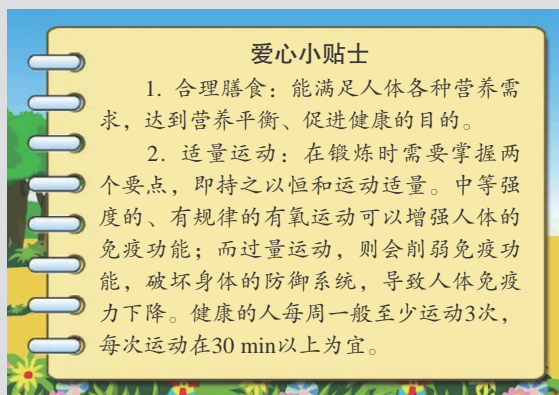 爱心小贴士
1. 合理膳食：能满足人体各种营养需
求，达到营养平衡、促进健康的目的。
2. 适量运动：在锻炼时需要掌握两
个要点，即持之以恒和运动适量。中等强
度的、有规律的有氧运动可以增强人体的
免疫功能；而过量运动，则会削弱免疫功
能，破坏身体的防御系统，导致人体免疫
力下降。健康的人每周一般至少运动3次，
每次运动在30 min以上为宜。